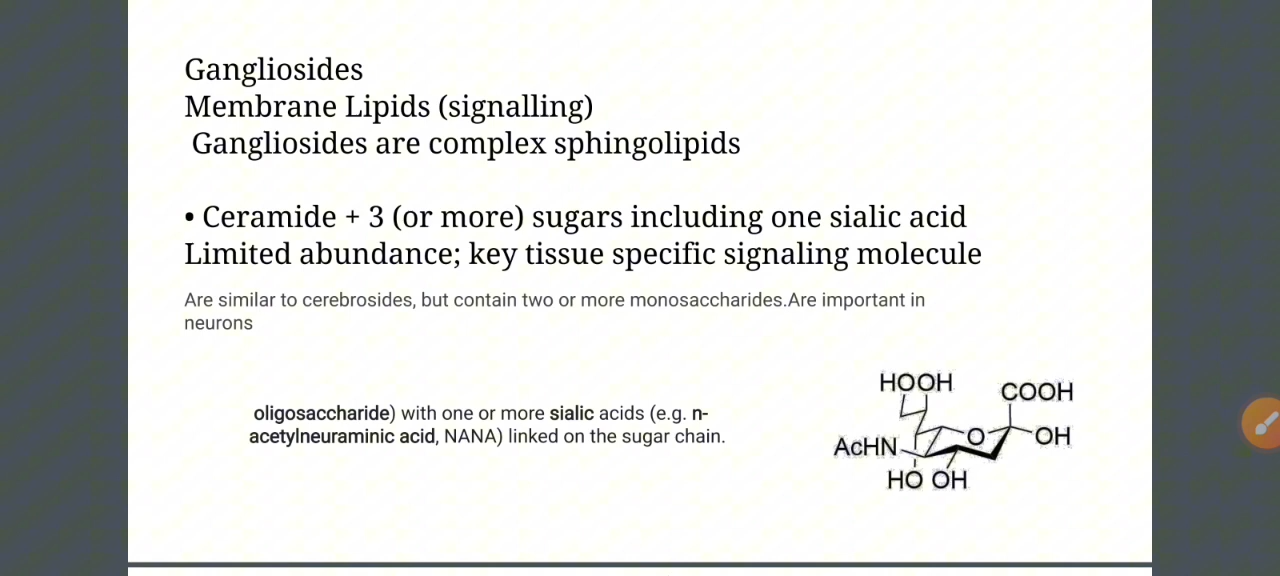 Gangliosides
Membrane Lipids (signalling)
Gangliosides are complex sphingolipids
• Ceramide + 3 (or more) sugars including one sialic acid
Limited abundance; key tissue specific signaling molecule
Are similar to cerebrosides, but contain two or more monosaccharides.Are important in
neurons
oligosaccharide) with one or more sialic acids (e.g. n-
acetylneuraminic acid, NANA) linked on the sugar chain.
HOOH
COOH
O
OH
AcHN
HO OH